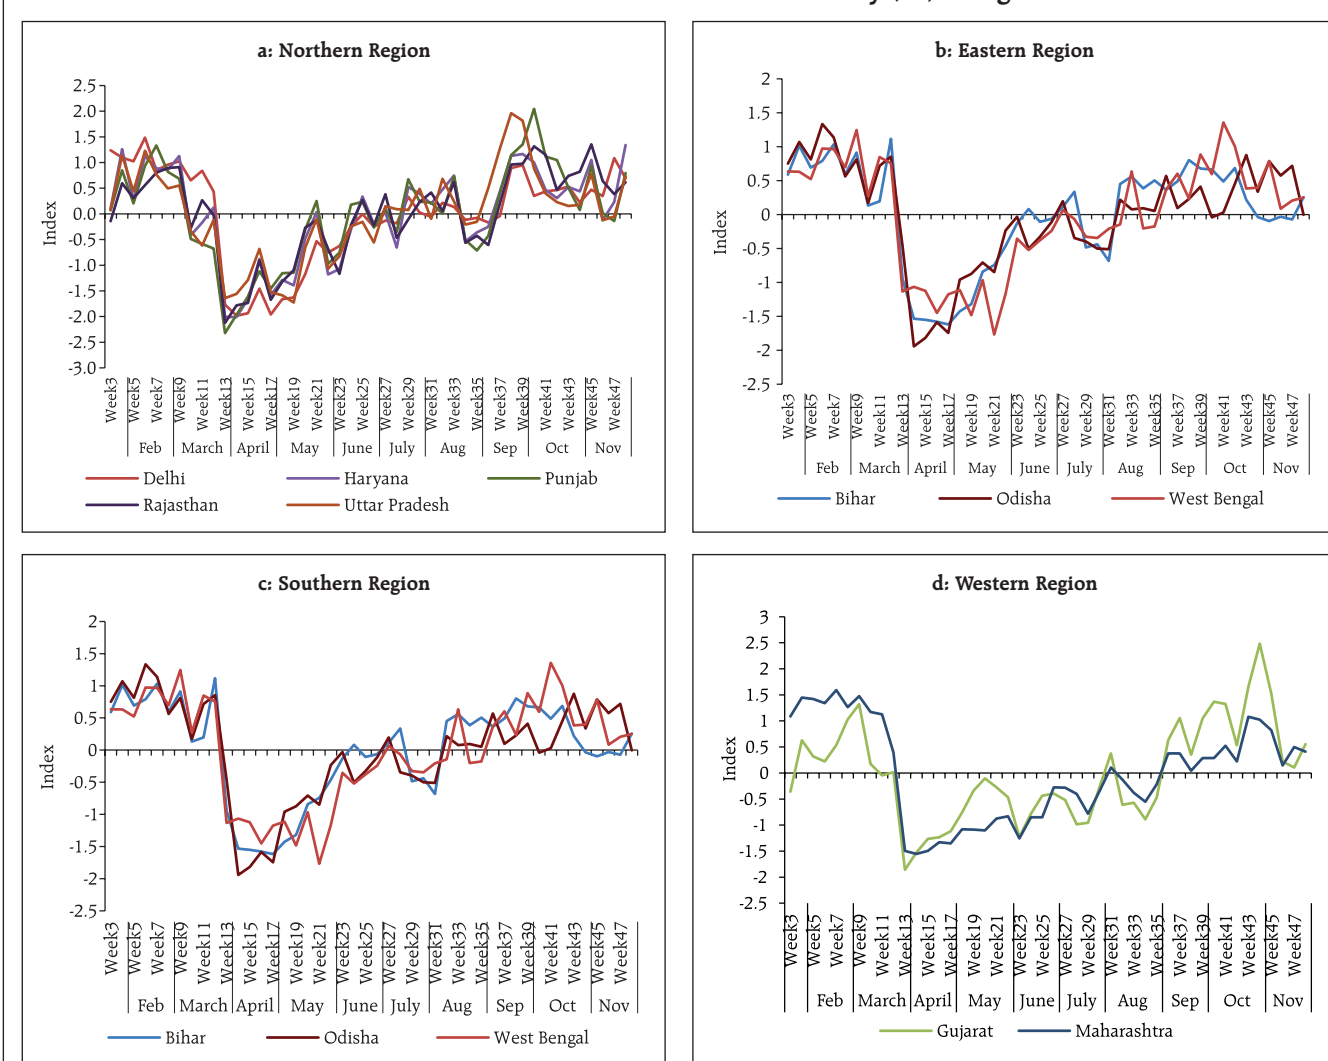 a: Northern Region
2.5
2.0
1.5
1.0
0.5
0.0
-0.5
-1.0
-1.5
-2.0
-2.5
-3.0
Index
Week3 Week5 Week7 Week9 Week11 Week13 Week15 Week17 Week19 Week21 Week23 Week25 Week27 Week29 Week31 Week33 Week35 Week37 Week39 Week41 Week43 Week45 Week47
Feb March April May June July Aug Sep Oct Nov
Delhi Haryana Punjab
Rajasthan Uttar Pradesh
b: Eastern Region
2
1.5
1
0.5
0
-0.5
-1
-1.5
-2
-2.5
Index
Week3 Week5 Week7 Week9 Week11 Week13 Week15 Week17 Week19 Week21 Week23 Week25 Week27 Week29 Week31 Week33 Week35 Week37 Week39 Week41 Week43 Week45 Week47
Feb March April May June July Aug Sep Oct Nov
Bihar Odisha West Bengal
c: Southern Region
2
1.5
1
0.5
0
-0.5
-1
-1.5
-2
-2.5
Index
Week3 Week5 Week7 Week9 Week11 Week13 Week15 Week17 Week19 Week21 Week23 Week25 Week27 Week29 Week31 Week33 Week35 Week37 Week39 Week41 Week43 Week45 Week47
Feb March April May June July Aug Sep Oct Nov
Bihar Odisha West Bengal
d: Western Region
3
2.5
2
1.5
1
0.5
0
-0.5
-1
-1.5
-2
-2.5
Index
Week3 Week5 Week7 Week9 Week11 Week13 Week15 Week17 Week19 Week21 Week23 Week25 Week27 Week29 Week31 Week33 Week35 Week37 Week39 Week41 Week43 Week45 Week47
Feb March April May June July Aug Sep Oct Nov
Gujarat Maharashtra